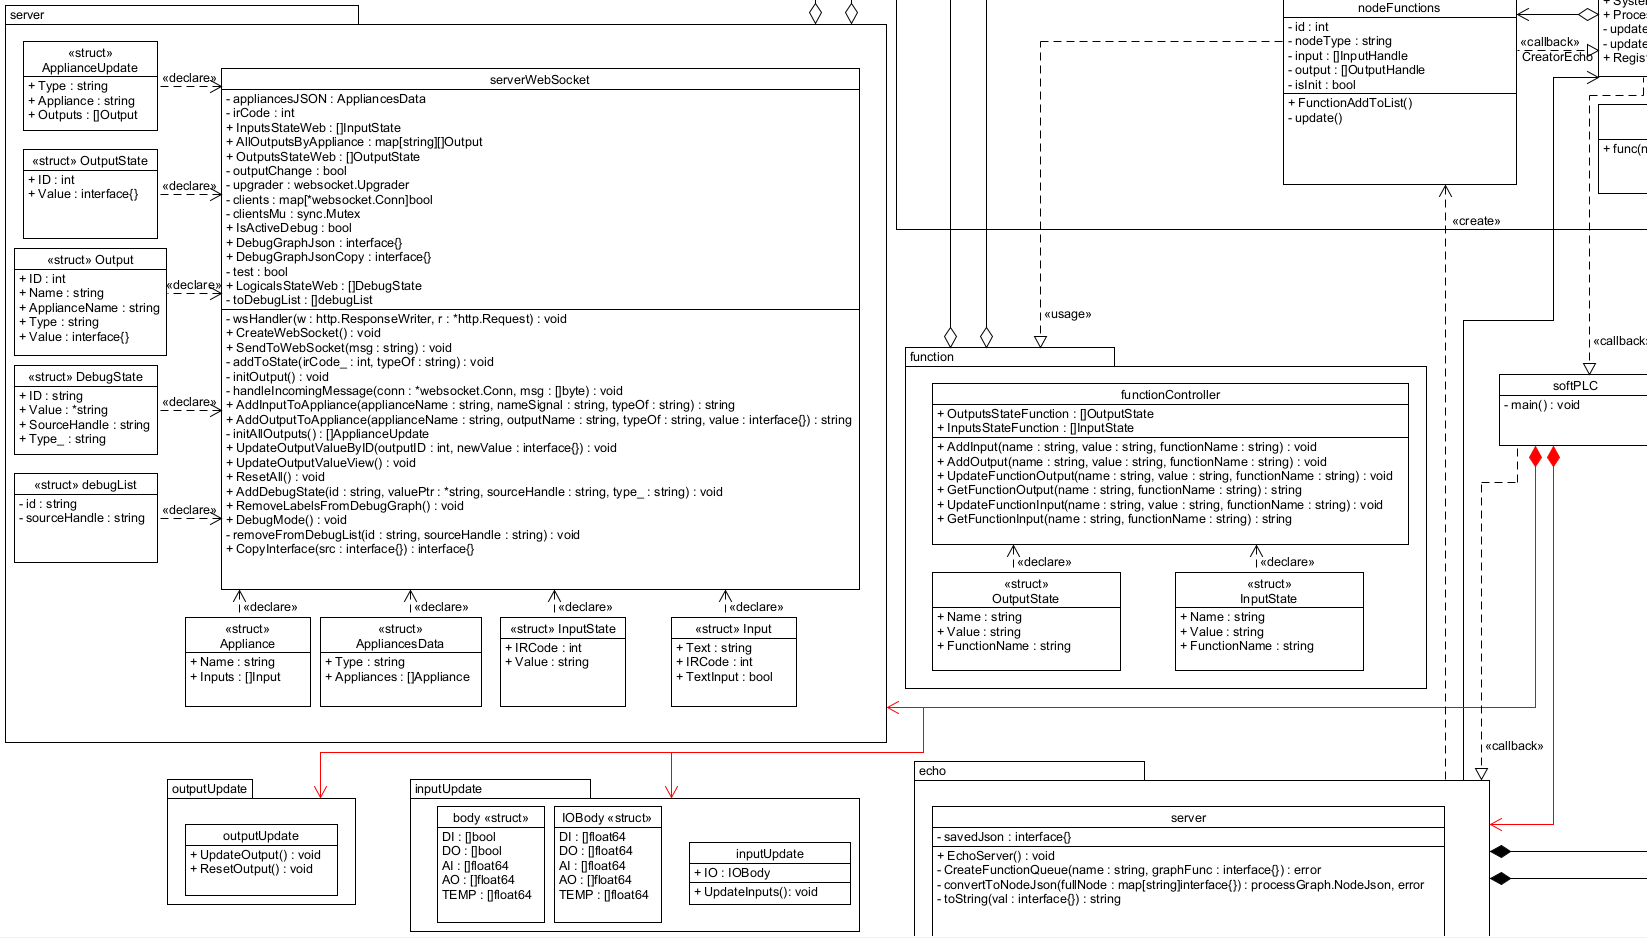 server
«struct»
ApplianceUpdate
+ Type : string
+ Appliance : string
+ Outputs : []Output
«declare»
«struct» OutputState
+ ID : int
+ Value : interface{}
«declare»
«struct» Output
+ ID : int
+ Name : string
+ ApplianceName : string
+ Type : string
+ Value : interface{}
«declare»
«struct» DebugState
+ ID : string
+ Value : *string
+ SourceHandle : string
+ Type_ : string
«declare»
«struct» debugList
- id : string
- sourceHandle : string
«declare»
serverWebSocket
- appliancesJSON : AppliancesData
- irCode : int
+ InputsStateWeb : []InputState
+ AllOutputsByAppliance : map[string][]Output
+ OutputsStateWeb : []OutputState
- outputChange : bool
- upgrader : websocket.Upgrader
- clients : map[*websocket.Conn]bool
- clientsMu : sync.Mutex
+ IsActiveDebug : bool
+ DebugGraphJson : interface{}
+ DebugGraphJsonCopy : interface{}
- test : bool
+ LogicalsStateWeb : []DebugState
- toDebugList : []debugList
- wsHandler(w : http.ResponseWriter, r : *http.Request) : void
+ CreateWebSocket() : void
+ SendToWebSocket(msg : string) : void
- addToState(irCode_ : int, typeOf : string) : void
- initOutput() : void
- handleIncomingMessage(conn : *websocket.Conn, msg : []byte) : void
+ AddInputToAppliance(applianceName : string, nameSignal : string, typeOf : string) : string
+ AddOutputToAppliance(applianceName : string, outputName : string, typeOf : string, value : interface{}) : string
- initAllOutputs() : []ApplianceUpdate
+ UpdateOutputValueByID(outputID : int, newValue : interface{}) : void
+ UpdateOutputValueView() : void
+ ResetAll() : void
+ AddDebugState(id : string, valuePtr : *string, sourceHandle : string, type_ : string) : void
+ RemoveLabelsFromDebugGraph() : void
+ DebugMode() : void
- removeFromDebugList(id : string, sourceHandle : string) : void
+ CopyInterface(src : interface{}) : interface{}
«declare»
«declare»
«declare»
«declare»
«struct»
Appliance
+ Name : string
+ Inputs : []Input
«struct»
AppliancesData
+ Type : string
+ Appliances : []Appliance
«struct» InputState
+ IRCode : int
+ Value : string
«struct» Input
+ Text : string
+ IRCode : int
+ TextInput : bool
nodeFunctions
- id : int
- nodeType : string
- input : []InputHandle
- output : []OutputHandle
- isInit : bool
+ FunctionAddToList()
- update()
«callback»
CreatorEcho
+ Syster
+ Proces
- update
- update
+ Regist
+ func(n
«create»
«usage»
«callback»
function
functionController
+ OutputsStateFunction : []OutputState
+ InputsStateFunction : []InputState
+ AddInput(name : string, value : string, functionName : string) : void
+ AddOutput(name : string, value : string, functionName : string) : void
+ UpdateFunctionOutput(name : string, value : string, functionName : string) : void
+ GetFunctionOutput(name : string, functionName : string) : string
+ UpdateFunctionInput(name : string, value : string, functionName : string) : void
+ GetFunctionInput(name : string, functionName : string) : string
«declare»
«declare»
«struct»
OutputState
+ Name : string
+ Value : string
+ FunctionName : string
«struct»
InputState
+ Name : string
+ Value : string
+ FunctionName : string
softPLC
- main() : void
«callback»
outputUpdate
outputUpdate
+ UpdateOutput() : void
+ ResetOutput() : void
inputUpdate
body «struct»
DI : []bool
DO : []bool
AI : []float64
AO : []float64
TEMP : []float64
IOBody «struct»
DI : []float64
DO : []float64
AI : []float64
AO : []float64
TEMP : []float64
inputUpdate
+ IO : IOBody
+ UpdateInputs() : void
echo
server
- savedJson : interface{}
+ EchoServer() : void
- CreateFunctionQueue(name : string, graphFunc : interface{}) : error
- convertToNodeJson(fullNode : map[string]interface{}) : processGraph.NodeJson, error
- toString(val : interface{}) : string